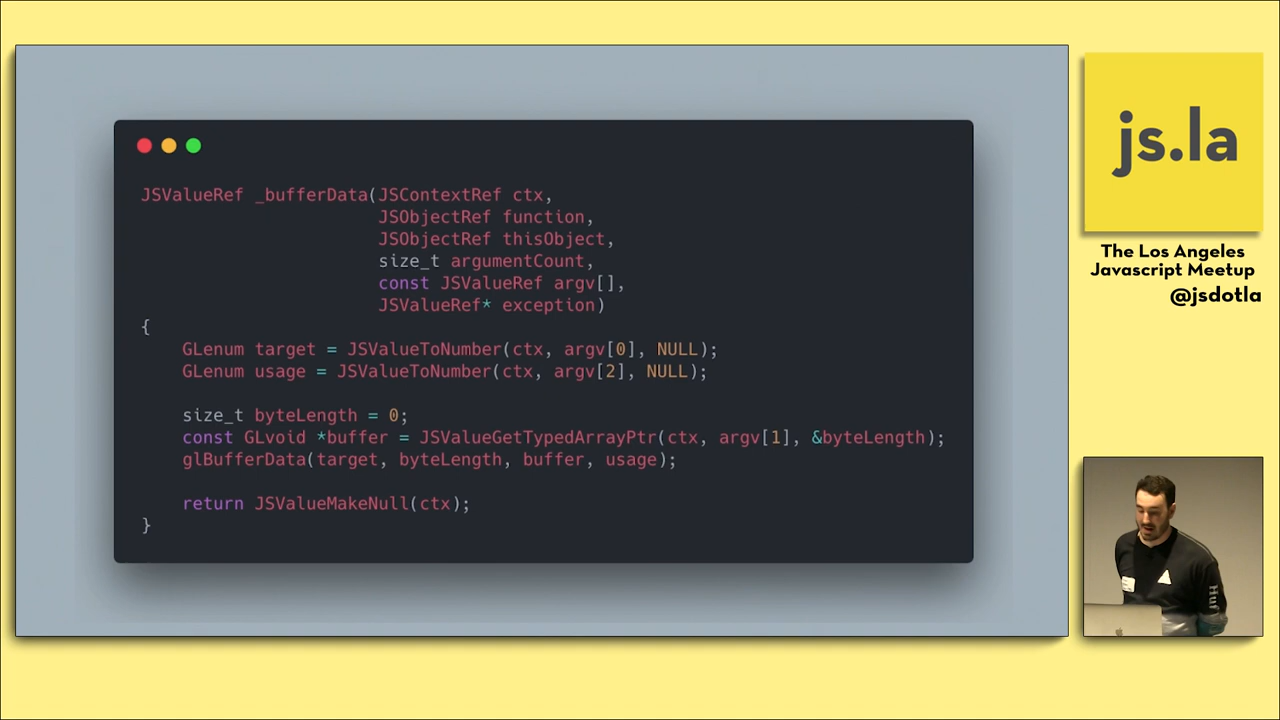 JSValueRef _bufferData(JSContextRef ctx,
JSObjectRef function,
JSObjectRef thisObject,
size_t argumentCount,
const JSValueRef argv[],
JSValueRef* exception)
{
GLenum target = JSValueToNumber(ctx, argv[0], NULL);
GLenum usage = JSValueToNumber(ctx, argv[2], NULL);
size_t byteLength = 0;
const GLvoid *buffer = JSValueGetTypedArrayPtr(ctx, argv[1], &byteLength);
glBufferData(target, byteLength, buffer, usage);
return JSValueMakeNull(ctx);
}
js.la
The Los Angeles
Javascript Meetup
@jsdotla